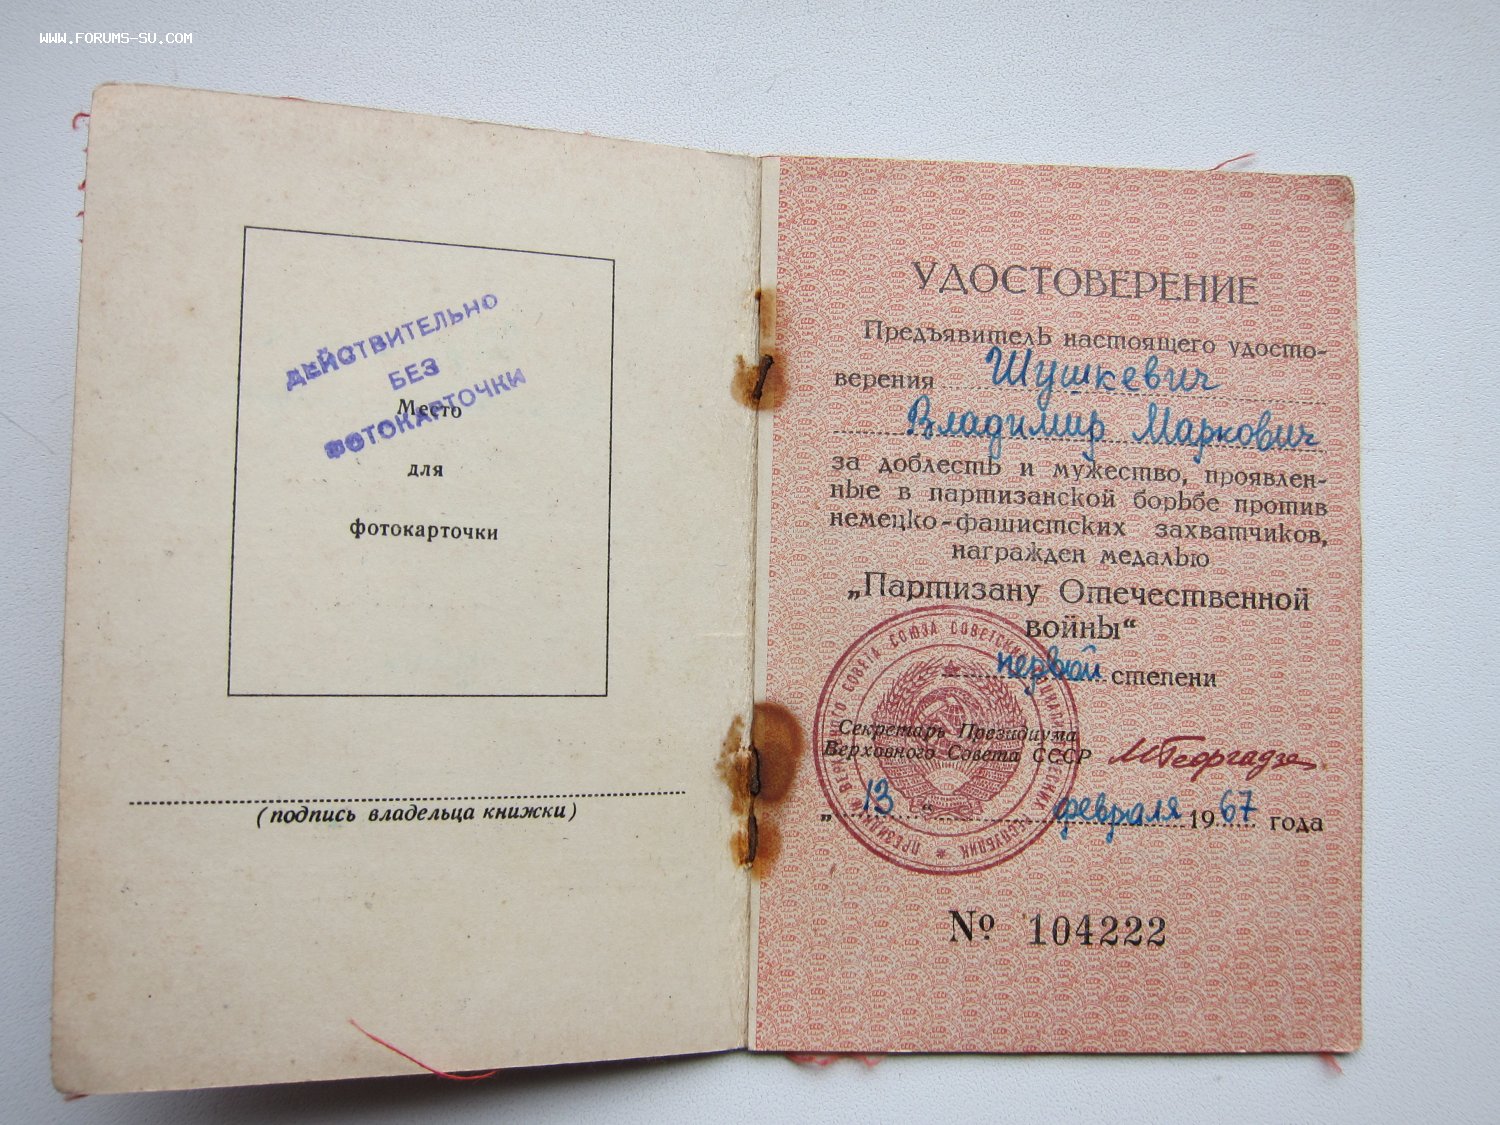 WWW.FORUMS-SU.COM
ДЕЙСТВИТЕЛЬНО
БЕЗ
ФОТОКАРТОЧКИ
Место
для
фотокарточки
(подпись владельца книжки)
УДОСТОВЕРЕНИЕ
Предъявитель настоящего удосто-
верения Шушкевич
Владимир Маркович
за доблесть и мужество, проявлен-
ные в партизанской борьбе против
немецко-фашистских захватчиков,
награжден медалью
„Партизану Отечественной
войны“
первой степени
Секретарь Президиума
Верховного Совета СССР МГеоргадзе
„13“ февраля 1967 года
№ 104222